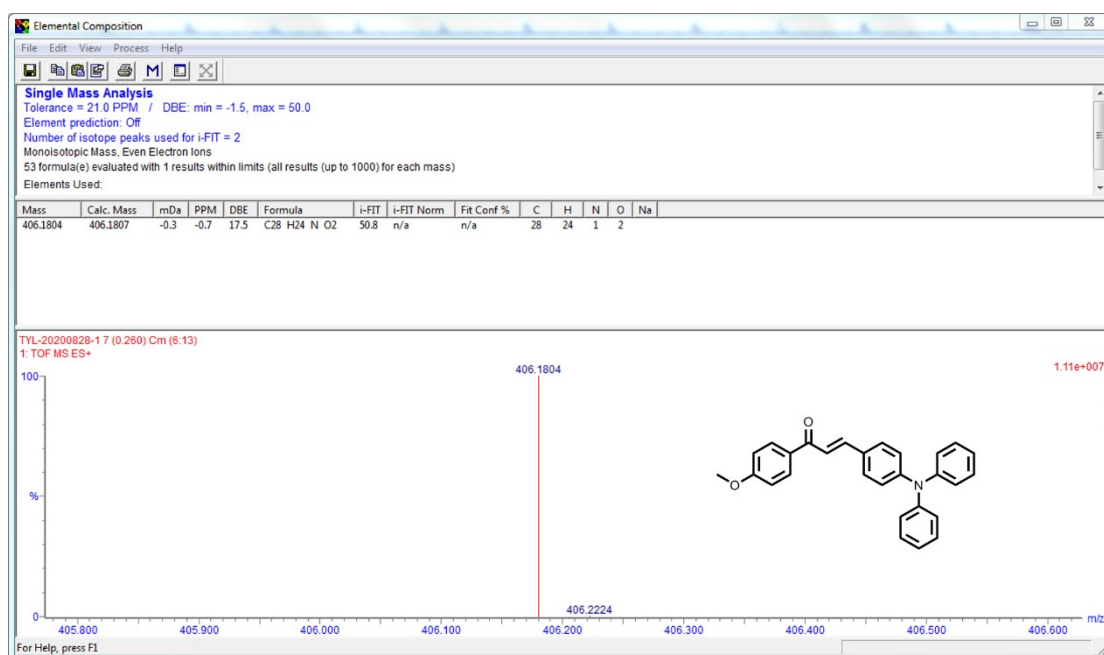 Elemental Composition
File Edit View Process Help
M
Single Mass Analysis
Tolerance = 21.0 PPM / DBE: min = -1.5, max = 50.0
Element prediction: Off
Number of isotope peaks used for i-FIT = 2
Monoisotopic Mass, Even Electron Ions
53 formula(e) evaluated with 1 results within limits (all results (up to 1000) for each mass)
Elements Used:
Mass Calc. Mass mDa PPM DBE Formula i-FIT i-FIT Norm Fit Conf % C H N O Na
406.1804 406.1807 -0.3 -0.7 17.5 C28 H24 N O2 50.8 n/a n/a 28 24 1 2
TYL-20200828-1 7 (0.260) Cm (6:13)
1: TOF MS ES+
406.1804 1.11e+007
100
O
%
O N
406.2224
0 m/z
405.800 405.900 406.000 406.100 406.200 406.300 406.400 406.500 406.600
For Help, press F1